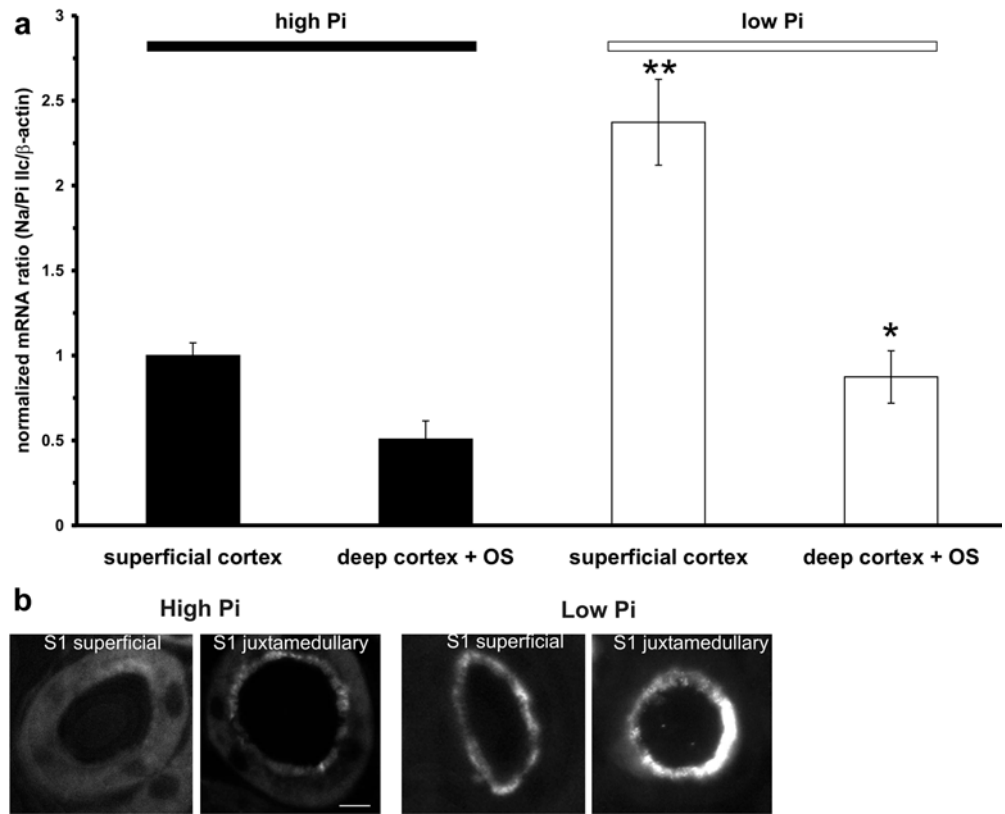 a
high Pi
low Pi
normalized mRNA ratio (Na/Pi IIc/β-actin)
3
2.5
2
1.5
1
0.5
0
**
*
superficial cortex
deep cortex + OS
superficial cortex
deep cortex + OS
b
High Pi
Low Pi
S1 superficial
S1 juxtamedullary
S1 superficial
S1 juxtamedullary